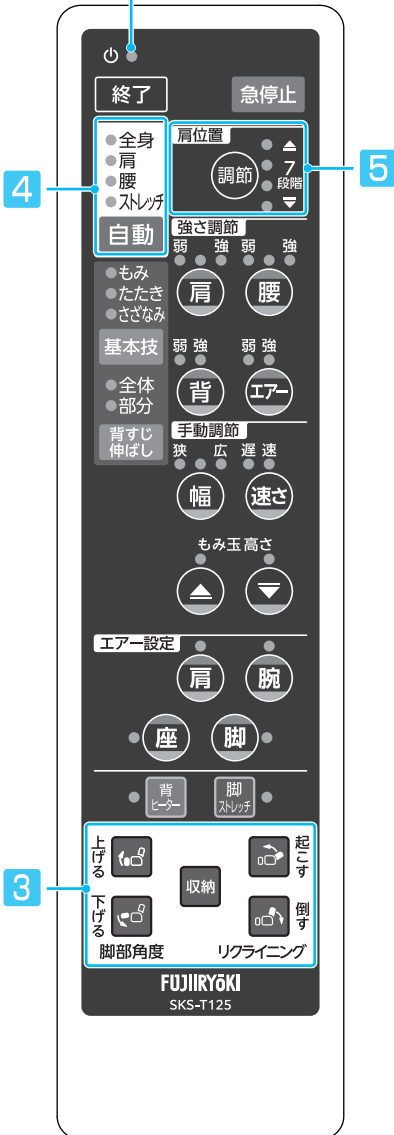 終了
急停止
全身
肩
腰
ストレッチ
自動
4
肩位置
調節
7
段階
5
強さ調節
弱 強 弱 強
肩 腰
もみ
たたき
さざなみ
基本技
弱 強 弱 強
背 エアー
全体
部分
背すじ
伸ばし
手動調節
狭 広 遅 速
幅 速さ
もみ玉高さ
エアー設定
肩 腕
座 脚
背
ヒーター
脚
ストレッチ
3
上げる
下げる
脚部角度
収納
起こす
倒す
リクライニング
FUJIIRYōKI
SKS-T125